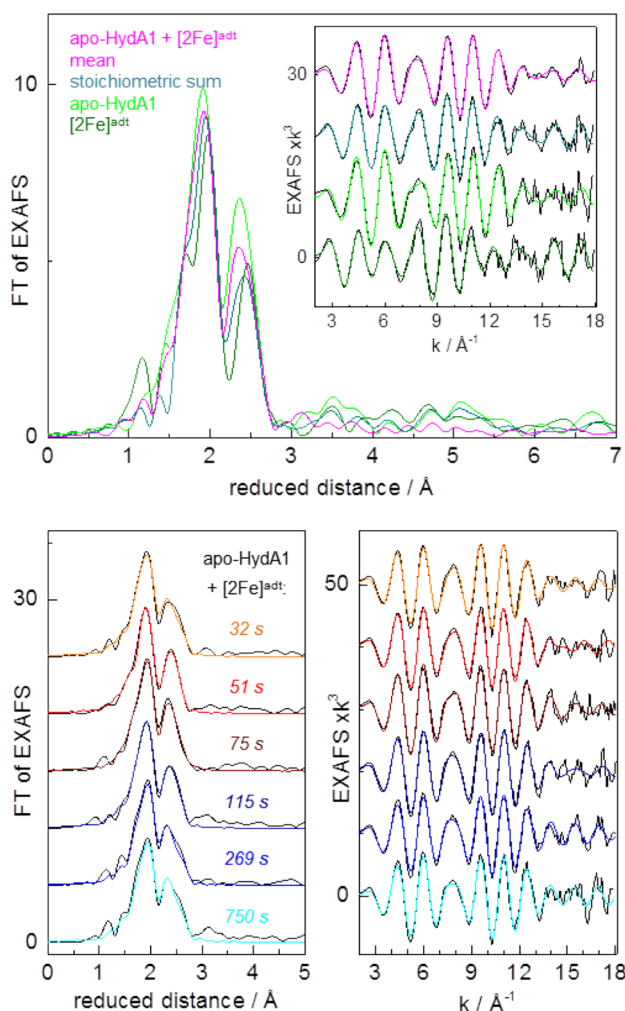 apo-HydA1 + [2Fe]ᵃᵈᵗ
mean
stoichiometric sum
apo-HydA1
[2Fe]ᵃᵈᵗ
FT of EXAFS
10
0
0 1 2 3 4 5 6 7
reduced distance / Å
EXAFS xk³
30
0
3 6 9 12 15 18
k / Å⁻¹
apo-HydA1
+ [2Fe]ᵃᵈᵗ:
32 s
51 s
75 s
115 s
269 s
750 s
FT of EXAFS
30
0
0 1 2 3 4 5
reduced distance / Å
EXAFS xk³
50
0
3 6 9 12 15 18
k / Å⁻¹